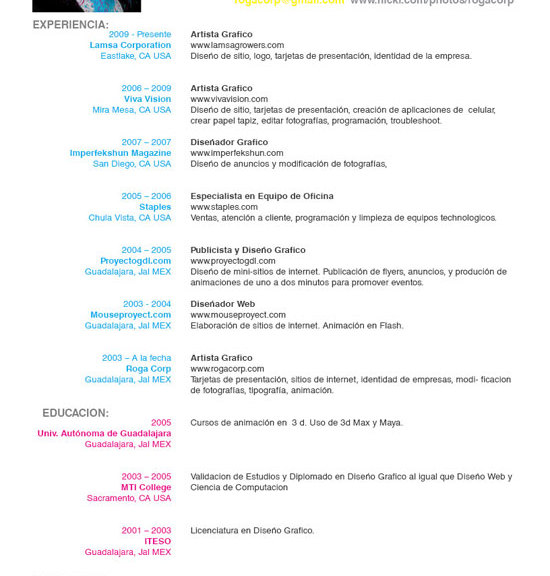 rogacorp@gmail.com www.flickr.com/photos/rogacorp
EXPERIENCIA:
2009 - Presente Artista Grafico
Lamsa Corporation www.lamsagrowers.com
Eastlake, CA USA Diseño de sitio, logo, tarjetas de presentación, identidad de la empresa.
2008 – 2009 Artista Grafico
Viva Vision www.vivavision.com
Mira Mesa, CA USA Diseño de sitio, tarjetas de presentación, creación de aplicaciones de celular,
crear papel tapiz, editar fotografías, programación, troubleshoot.
2007 – 2007 Diseñador Grafico
Imperfekshun Magazine www.imperfekshun.com
San Diego, CA USA Diseño de anuncios y modificación de fotografías,
2005 – 2006 Especialista en Equipo de Oficina
Staples www.staples.com
Chula Vista, CA USA Ventas, atención a cliente, programación y limpieza de equipos technologicos.
2004 – 2005 Publicista y Diseño Grafico
Proyectogdl.com www.proyectogdl.com
Guadalajara, Jal MEX Diseño de mini-sitios de internet. Publicación de flyers, anuncios, y produción de
animaciones de uno a dos minutos para promover eventos.
2003 - 2004 Diseñador Web
Mouseproyect.com www.mouseproyect.com
Guadalajara, Jal MEX Elaboración de sitios de internet. Animación en Flash.
2003 – A la fecha Artista Grafico
Roga Corp www.rogacorp.com
Guadalajara, Jal MEX Tarjetas de presentación, sitios de internet, identidad de empresas, modi- ficacion
de fotografías, tipografía, animación.
EDUCACION:
2005 Cursos de animación en 3 d. Uso de 3d Max y Maya.
Univ. Autónoma de Guadalajara
Guadalajara, Jal MEX
2003 – 2005 Validacion de Estudios y Diplomado en Diseño Grafico al igual que Diseño Web y
MTI College Ciencia de Computacion
Sacramento, CA USA
2001 – 2003 Licenciatura en Diseño Grafico.
ITESO
Guadalajara, Jal MEX